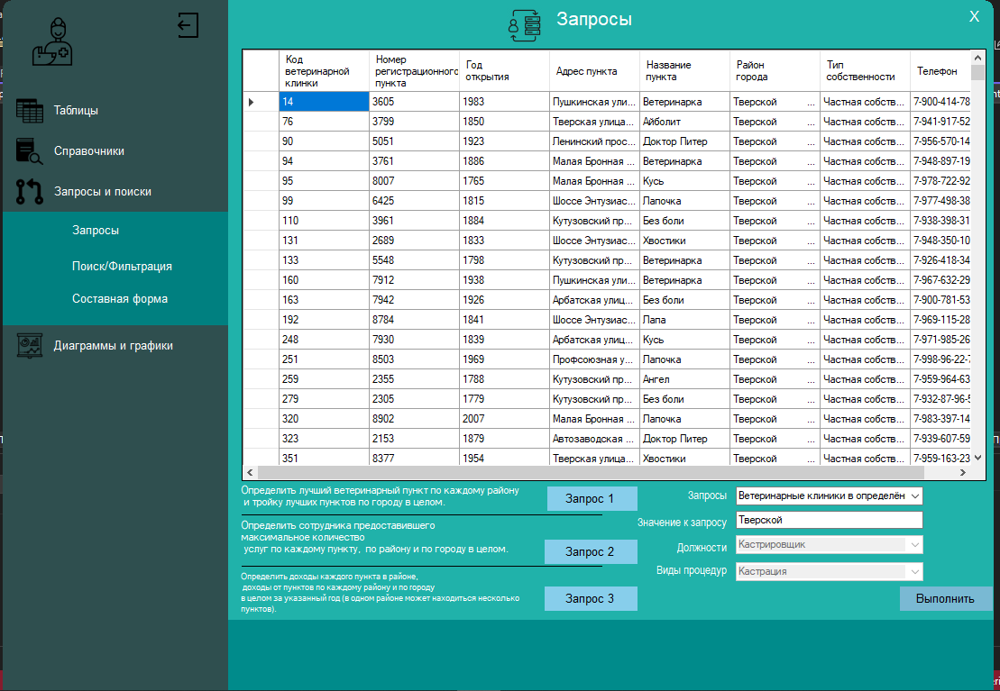 Запросы
X
Таблицы
Справочники
Запросы и поиски
Запросы
Поиск/Фильтрация
Составная форма
Диаграммы и графики
Код ветеринарной клинки Номер регистрационного пункта Год открытия Адрес пункта Название пункта Район города Тип собственности Телефон
14 3605 1983 Пушкинская ули... Ветеринарка Тверской ... Частная собств... 7-900-414-78
76 3799 1850 Тверская улица... Айболит Тверской ... Частная собств... 7-941-917-52
90 5051 1923 Ленинский прос... Доктор Питер Тверской ... Частная собств... 7-956-570-14
94 3761 1886 Малая Бронная ... Ветеринарка Тверской ... Частная собств... 7-948-897-19
95 8007 1765 Малая Бронная ... Кусь Тверской ... Частная собств... 7-978-722-92
99 6425 1815 Шоссе Энтузиас... Лапочка Тверской ... Частная собств... 7-977-498-38
110 3961 1884 Кутузовский пр... Без боли Тверской ... Частная собств... 7-938-398-31
131 2689 1833 Шоссе Энтузиас... Хвостики Тверской ... Частная собств... 7-948-350-10
133 5548 1798 Кутузовский пр... Ветеринарка Тверской ... Частная собств... 7-926-418-34
160 7912 1938 Пушкинская ули... Ветеринарка Тверской ... Частная собств... 7-967-632-29
163 7942 1926 Арбатская улиц... Без боли Тверской ... Частная собств... 7-900-781-53
192 8784 1841 Шоссе Энтузиас... Лапа Тверской ... Частная собств... 7-969-115-28
248 7930 1839 Арбатская улиц... Кусь Тверской ... Частная собств... 7-971-985-26
251 8503 1969 Профсоюзная у... Лапочка Тверской ... Частная собств... 7-998-96-22-7
259 2355 1788 Кутузовский пр... Ангел Тверской ... Частная собств... 7-959-964-63
279 2305 1779 Кутузовский пр... Без боли Тверской ... Частная собств... 7-932-87-96-5
320 8902 2007 Малая Бронная ... Лапочка Тверской ... Частная собств... 7-983-397-14
323 2153 1879 Автозаводская ... Доктор Питер Тверской ... Частная собств... 7-939-607-59
351 8377 1954 Тверская улица... Хвостики Тверской ... Частная собств... 7-959-163-23
Определить лучший ветеринарный пункт по каждому району
и тройку лучших пунктов по городу в целом.
Запрос 1
Определить сотрудника предоставившего
максимальное количество
услуг по каждому пункту, по району и по городу в целом.
Запрос 2
Определить доходы каждого пункта в районе,
доходы от пунктов по каждому району и по городу
в целом за указанный год (в одном районе может находиться несколько
пунктов).
Запрос 3
Запросы Ветеринарные клиники в определён
Значение к запросу Тверской
Должности Кастрировщик
Виды процедур Кастрация
Выполнить